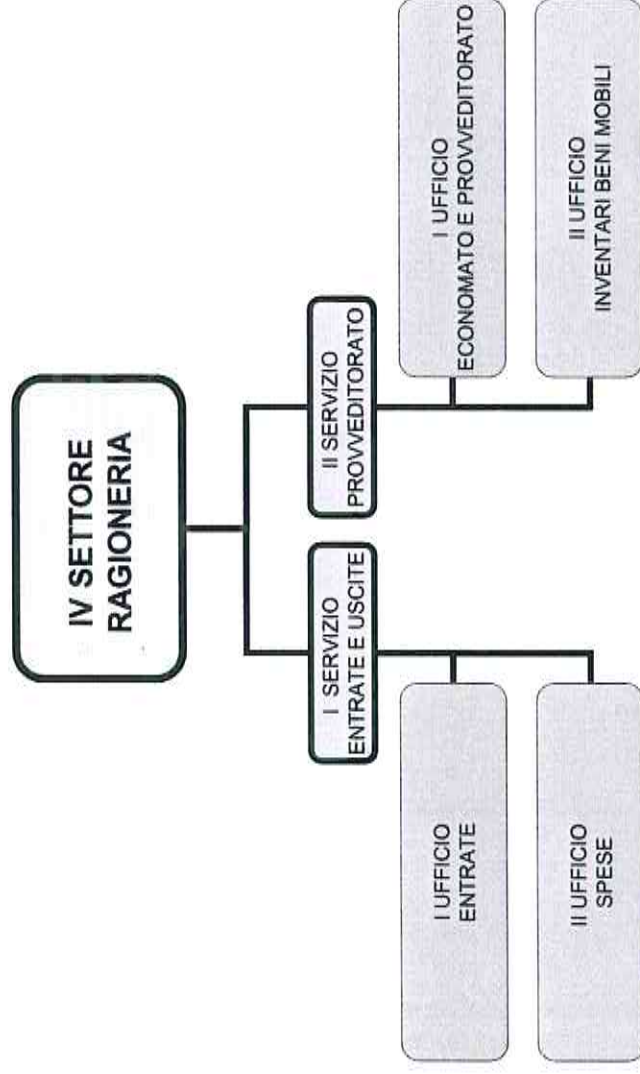 IV SETTORE
RAGIONERIA
I SERVIZIO
ENTRATE E USCITE
I UFFICIO
ENTRATE
II UFFICIO
SPESE
II SERVIZIO
PROVVEDITORATO
I UFFICIO
ECONOMATO E PROVVEDITORATO
II UFFICIO
INVENTARI BENI MOBILI